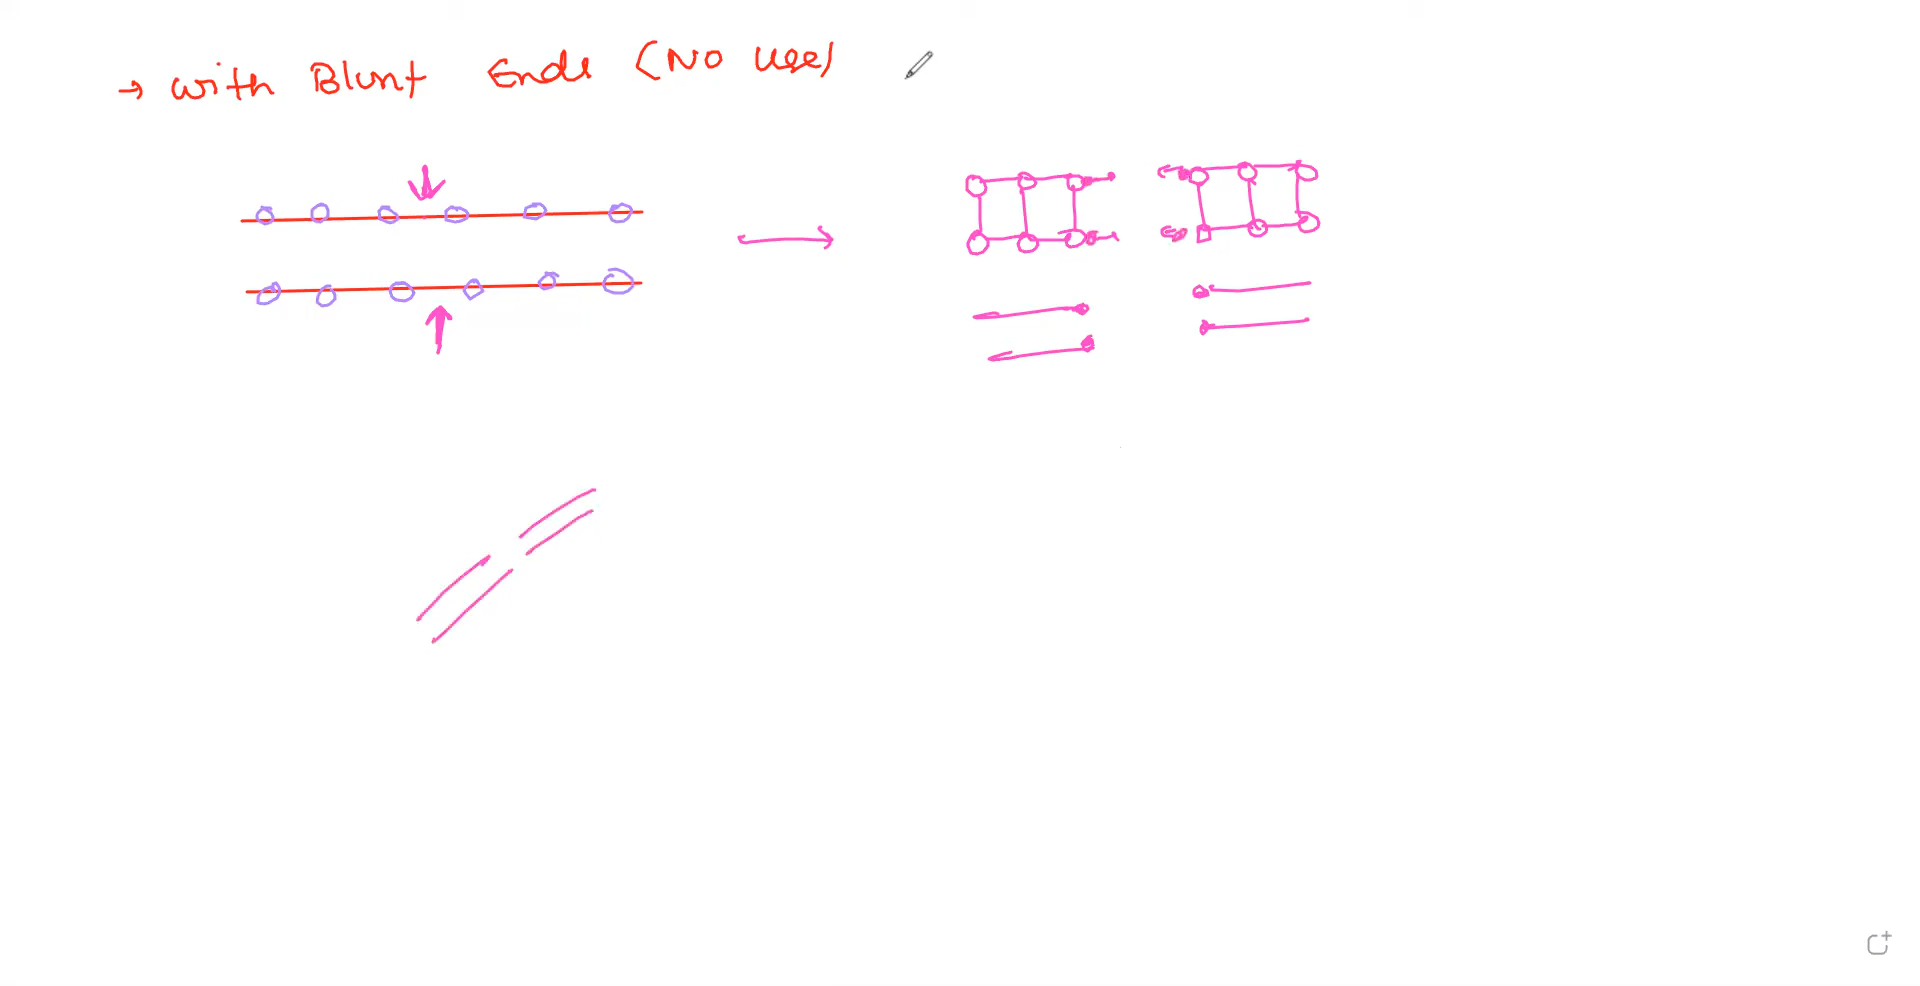 → with Blunt Ends (No use)